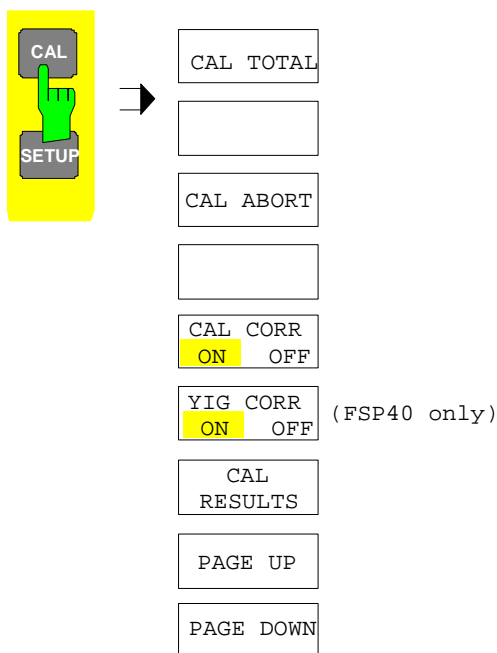 CAL
SETUP
CAL TOTAL
CAL ABORT
CAL CORR
ON OFF
YIG CORR
ON OFF
(FSP40 only)
CAL
RESULTS
PAGE UP
PAGE DOWN